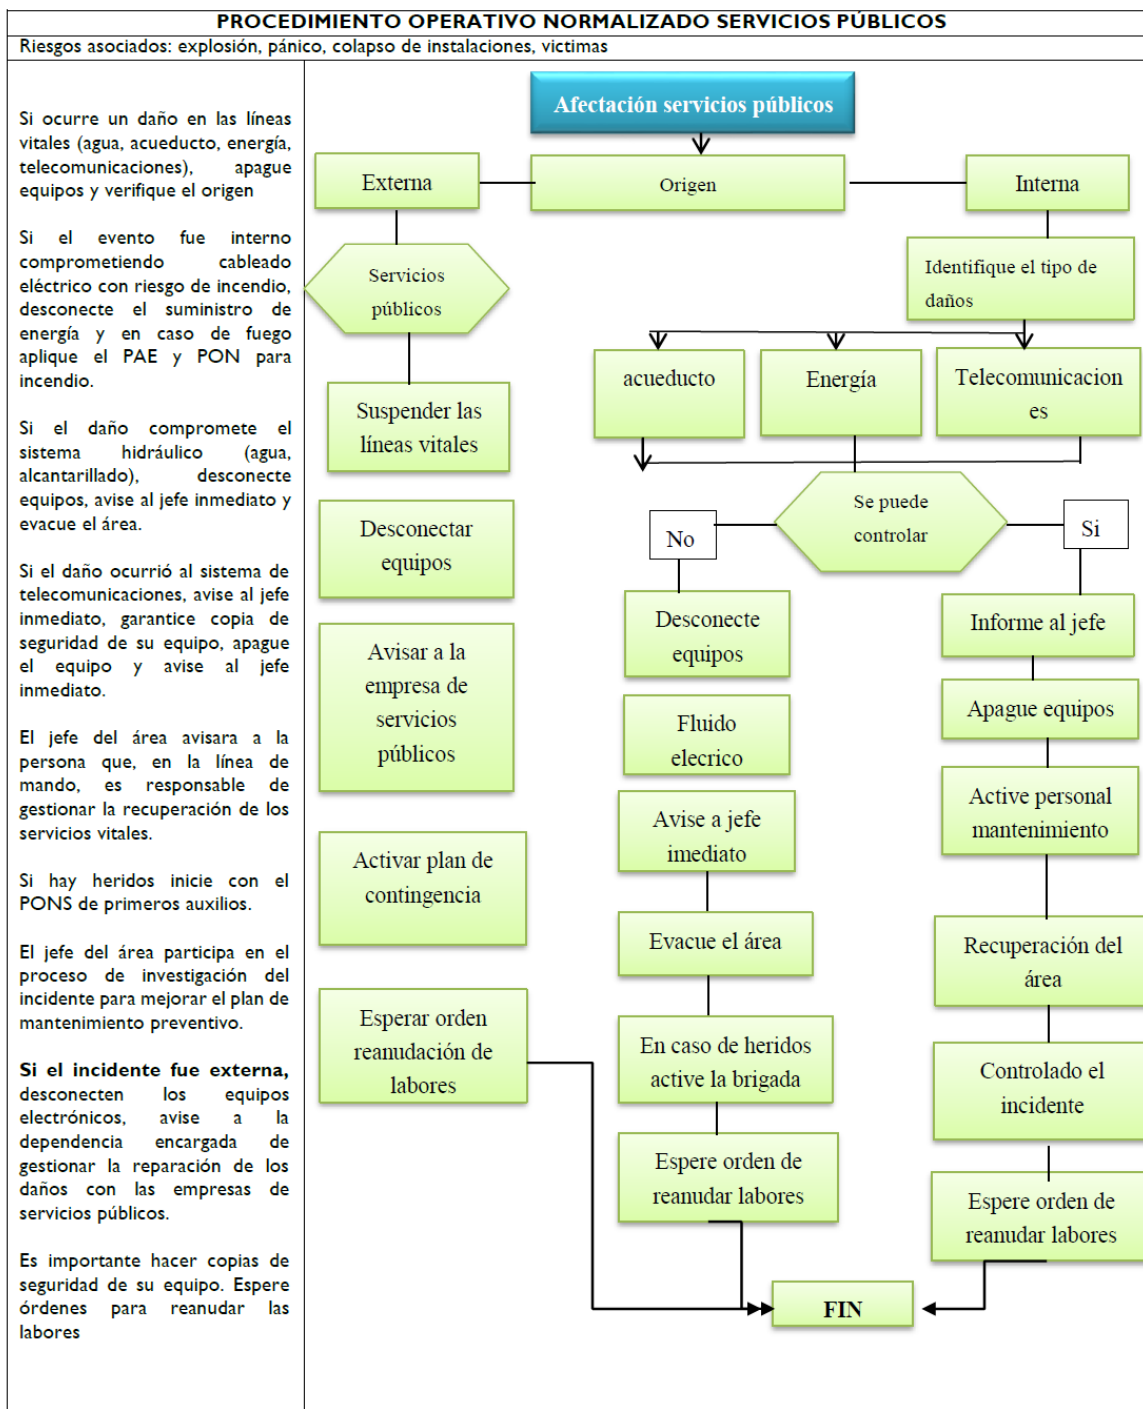 PROCEDIMIENTO OPERATIVO NORMALIZADO SERVICIOS PÚBLICOS
Riesgos asociados: explosión, pánico, colapso de instalaciones, victimas
Si ocurre un daño en las líneas
vitales (agua, acueducto, energía,
telecomunicaciones), apague
equipos y verifique el origen
Si el evento fue interno
comprometiendo cableado
eléctrico con riesgo de incendio,
desconecte el suministro de
energía y en caso de fuego
aplique el PAE y PON para
incendio.
Si el daño compromete el
sistema hidráulico (agua,
alcantarillado), desconecte
equipos, avise al jefe inmediato y
evacue el área.
Si el daño ocurrió al sistema de
telecomunicaciones, avise al jefe
inmediato, garantice copia de
seguridad de su equipo, apague
el equipo y avise al jefe
inmediato.
El jefe del área avisara a la
persona que, en la línea de
mando, es responsable de
gestionar la recuperación de los
servicios vitales.
Si hay heridos inicie con el
PONS de primeros auxilios.
El jefe del área participa en el
proceso de investigación del
incidente para mejorar el plan de
mantenimiento preventivo.
Si el incidente fue externa,
desconecten los equipos
electrónicos, avise a la
dependencia encargada de
gestionar la reparación de los
daños con las empresas de
servicios públicos.
Es importante hacer copias de
seguridad de su equipo. Espere
órdenes para reanudar las
labores
Afectación servicios públicos
Externa
Origen
Interna
Servicios
públicos
Identifique el tipo de
daños
acueducto
Energía
Telecomunicacion
es
Suspender las
líneas vitales
Se puede
controlar
No
Si
Desconectar
equipos
Avisar a la
empresa de
servicios
públicos
Activar plan de
contingencia
Esperar orden
reanudación de
labores
Desconecte
equipos
Fluido
elecrico
Avise a jefe
imediato
Evacue el área
En caso de heridos
active la brigada
Espere orden de
reanudar labores
Informe al jefe
Apague equipos
Active personal
mantenimiento
Recuperación del
área
Controlado el
incidente
Espere orden de
reanudar labores
FIN